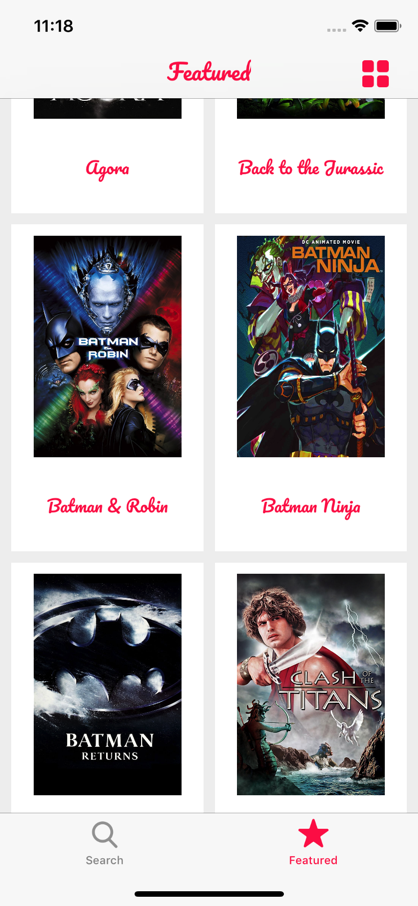 11:18
Featured
Agora
Back to the Jurassic
BATMAN
& ROBIN
DC ANIMATED MOVIE
BATMAN
NINJA
Batman & Robin
Batman Ninja
BATMAN
RETURNS
CLASH OF THE
TITANS
Search
Featured